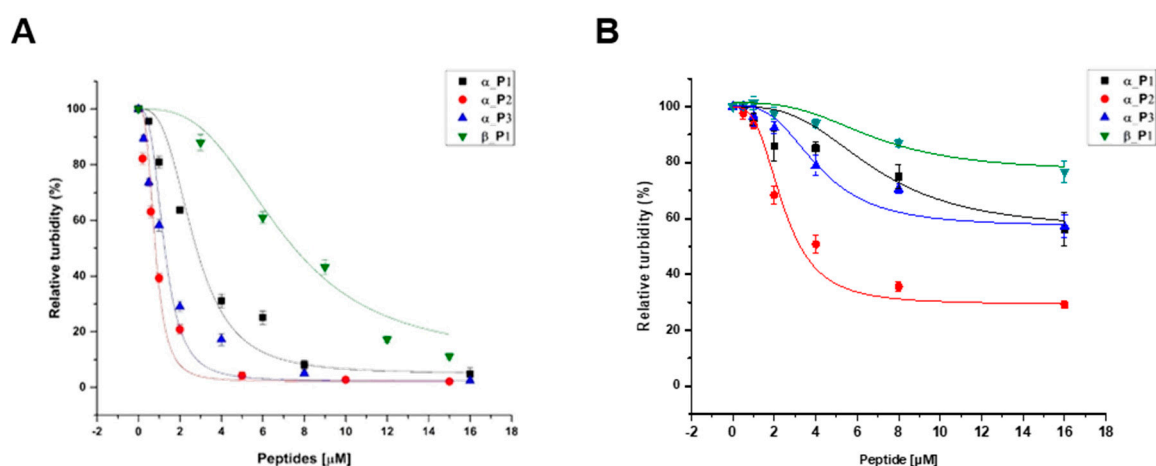 A
B
α_P1
α_P2
α_P3
β_P1
100
80
60
40
20
0
Relative turbidity (%)
-2 0 2 4 6 8 10 12 14 16 18
Peptides [μM]
α_P1
α_P2
α_P3
β_P1
100
80
60
40
20
0
Relative turbidity (%)
-2 0 2 4 6 8 10 12 14 16 18
Peptide [μM]